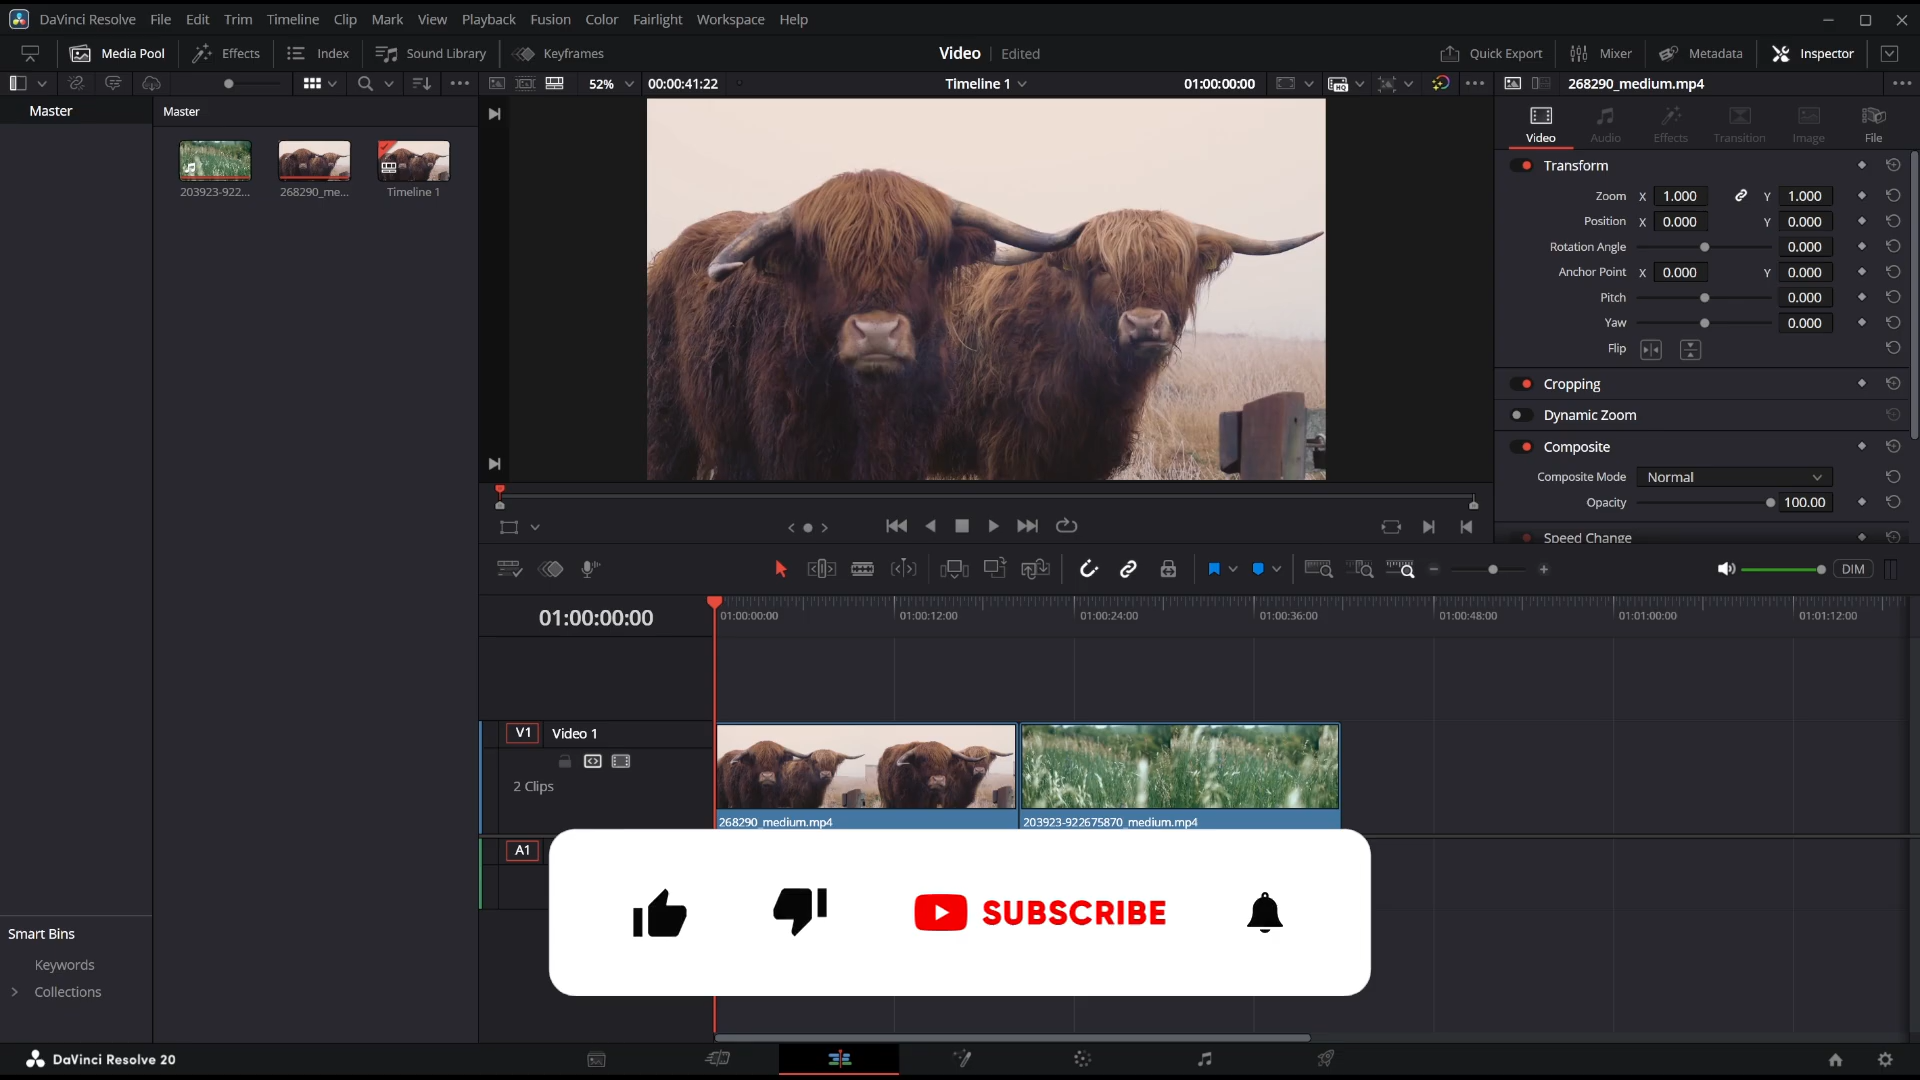 DaVinci Resolve File Edit Trim Timeline Clip Mark View Playback Fusion Color Fairlight Workspace Help
Media Pool Effects Index Sound Library Keyframes Video Edited Quick Export Mixer Metadata Inspector
52% 00:00:41:22 Timeline 1 01:00:00:00 HQ 268290_medium.mp4
Master
Master
203923-922...
268290_me...
Timeline 1
Video Audio Effects Transition Image File
Transform
Zoom X 1.000 Y 1.000
Position X 0.000 Y 0.000
Rotation Angle 0.000
Anchor Point X 0.000 Y 0.000
Pitch 0.000
Yaw 0.000
Flip
Cropping
Dynamic Zoom
Composite
Composite Mode Normal
Opacity 100.00
Speed Change
DIM
01:00:00:00
01:00:00:00 01:00:12:00 01:00:24:00 01:00:36:00 01:00:48:00 01:01:00:00 01:01:12:00
V1 Video 1
2 Clips
268290_medium.mp4
203923-922675870_medium.mp4
A1
SUBSCRIBE
Smart Bins
Keywords
Collections
DaVinci Resolve 20